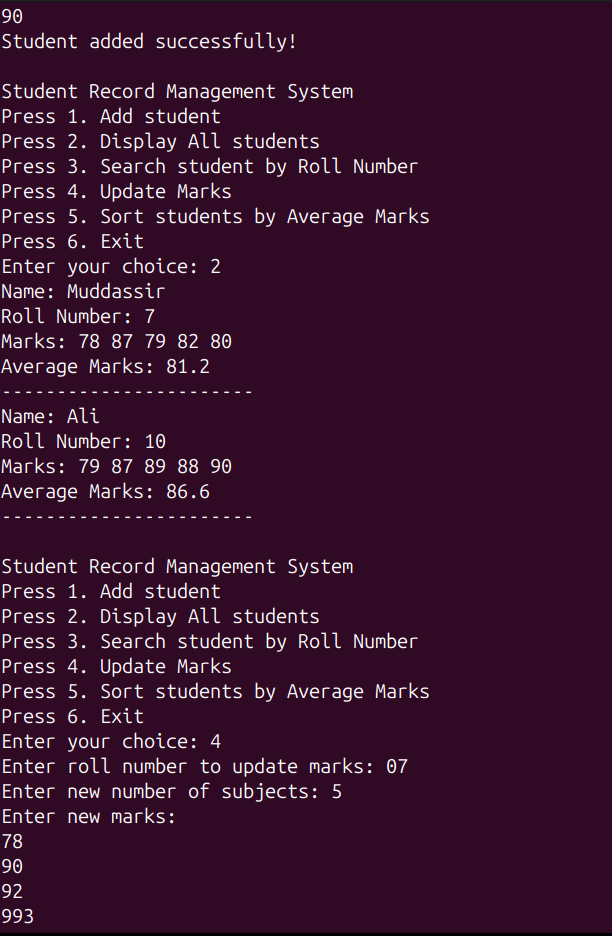 90
Student added successfully!
Student Record Management System
Press 1. Add student
Press 2. Display All students
Press 3. Search student by Roll Number
Press 4. Update Marks
Press 5. Sort students by Average Marks
Press 6. Exit
Enter your choice: 2
Name: Muddassir
Roll Number: 7
Marks: 78 87 79 82 80
Average Marks: 81.2
-----------------------
Name: Ali
Roll Number: 10
Marks: 79 87 89 88 90
Average Marks: 86.6
-----------------------
Student Record Management System
Press 1. Add student
Press 2. Display All students
Press 3. Search student by Roll Number
Press 4. Update Marks
Press 5. Sort students by Average Marks
Press 6. Exit
Enter your choice: 4
Enter roll number to update marks: 07
Enter new number of subjects: 5
Enter new marks:
78
90
92
993